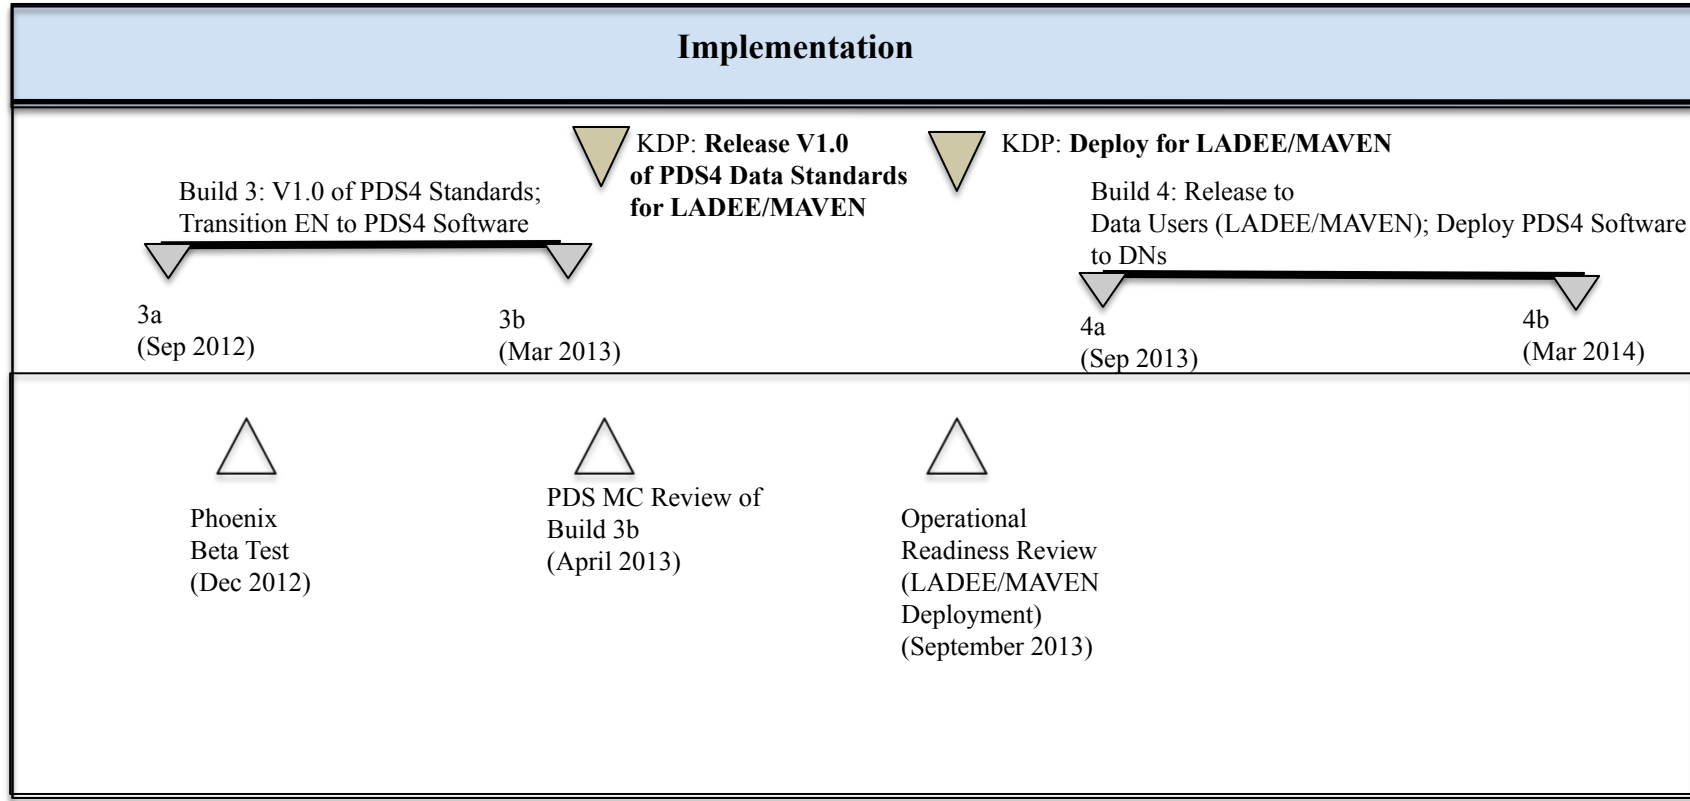 Implementation
KDP: Release V1.0
of PDS4 Data Standards
for LADEE/MAVEN
KDP: Deploy for LADEE/MAVEN
Build 3: V1.0 of PDS4 Standards;
Transition EN to PDS4 Software
Build 4: Release to
Data Users (LADEE/MAVEN); Deploy PDS4 Software
to DNs
3a
(Sep 2012)
3b
(Mar 2013)
4a
(Sep 2013)
4b
(Mar 2014)
Phoenix
Beta Test
(Dec 2012)
PDS MC Review of
Build 3b
(April 2013)
Operational
Readiness Review
(LADEE/MAVEN
Deployment)
(September 2013)